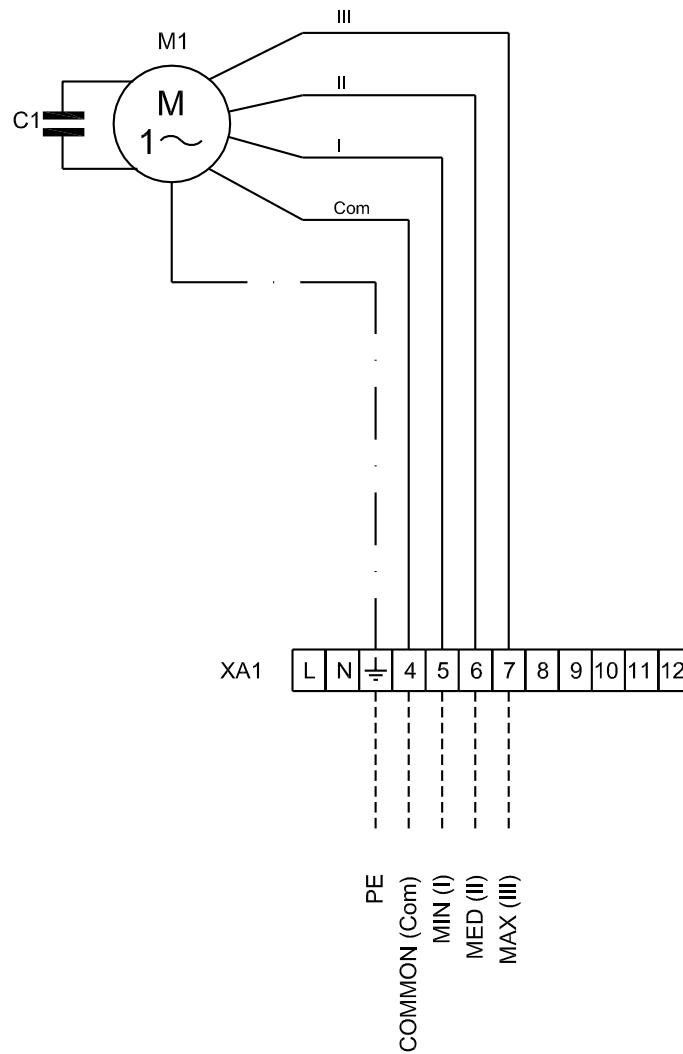 III
M1
II
C1
M
1~
I
Com
XA1 L N 4 5 6 7 8 9 10 11 12
PE
COMMON (Com)
MIN (I)
MED (II)
MAX (III)